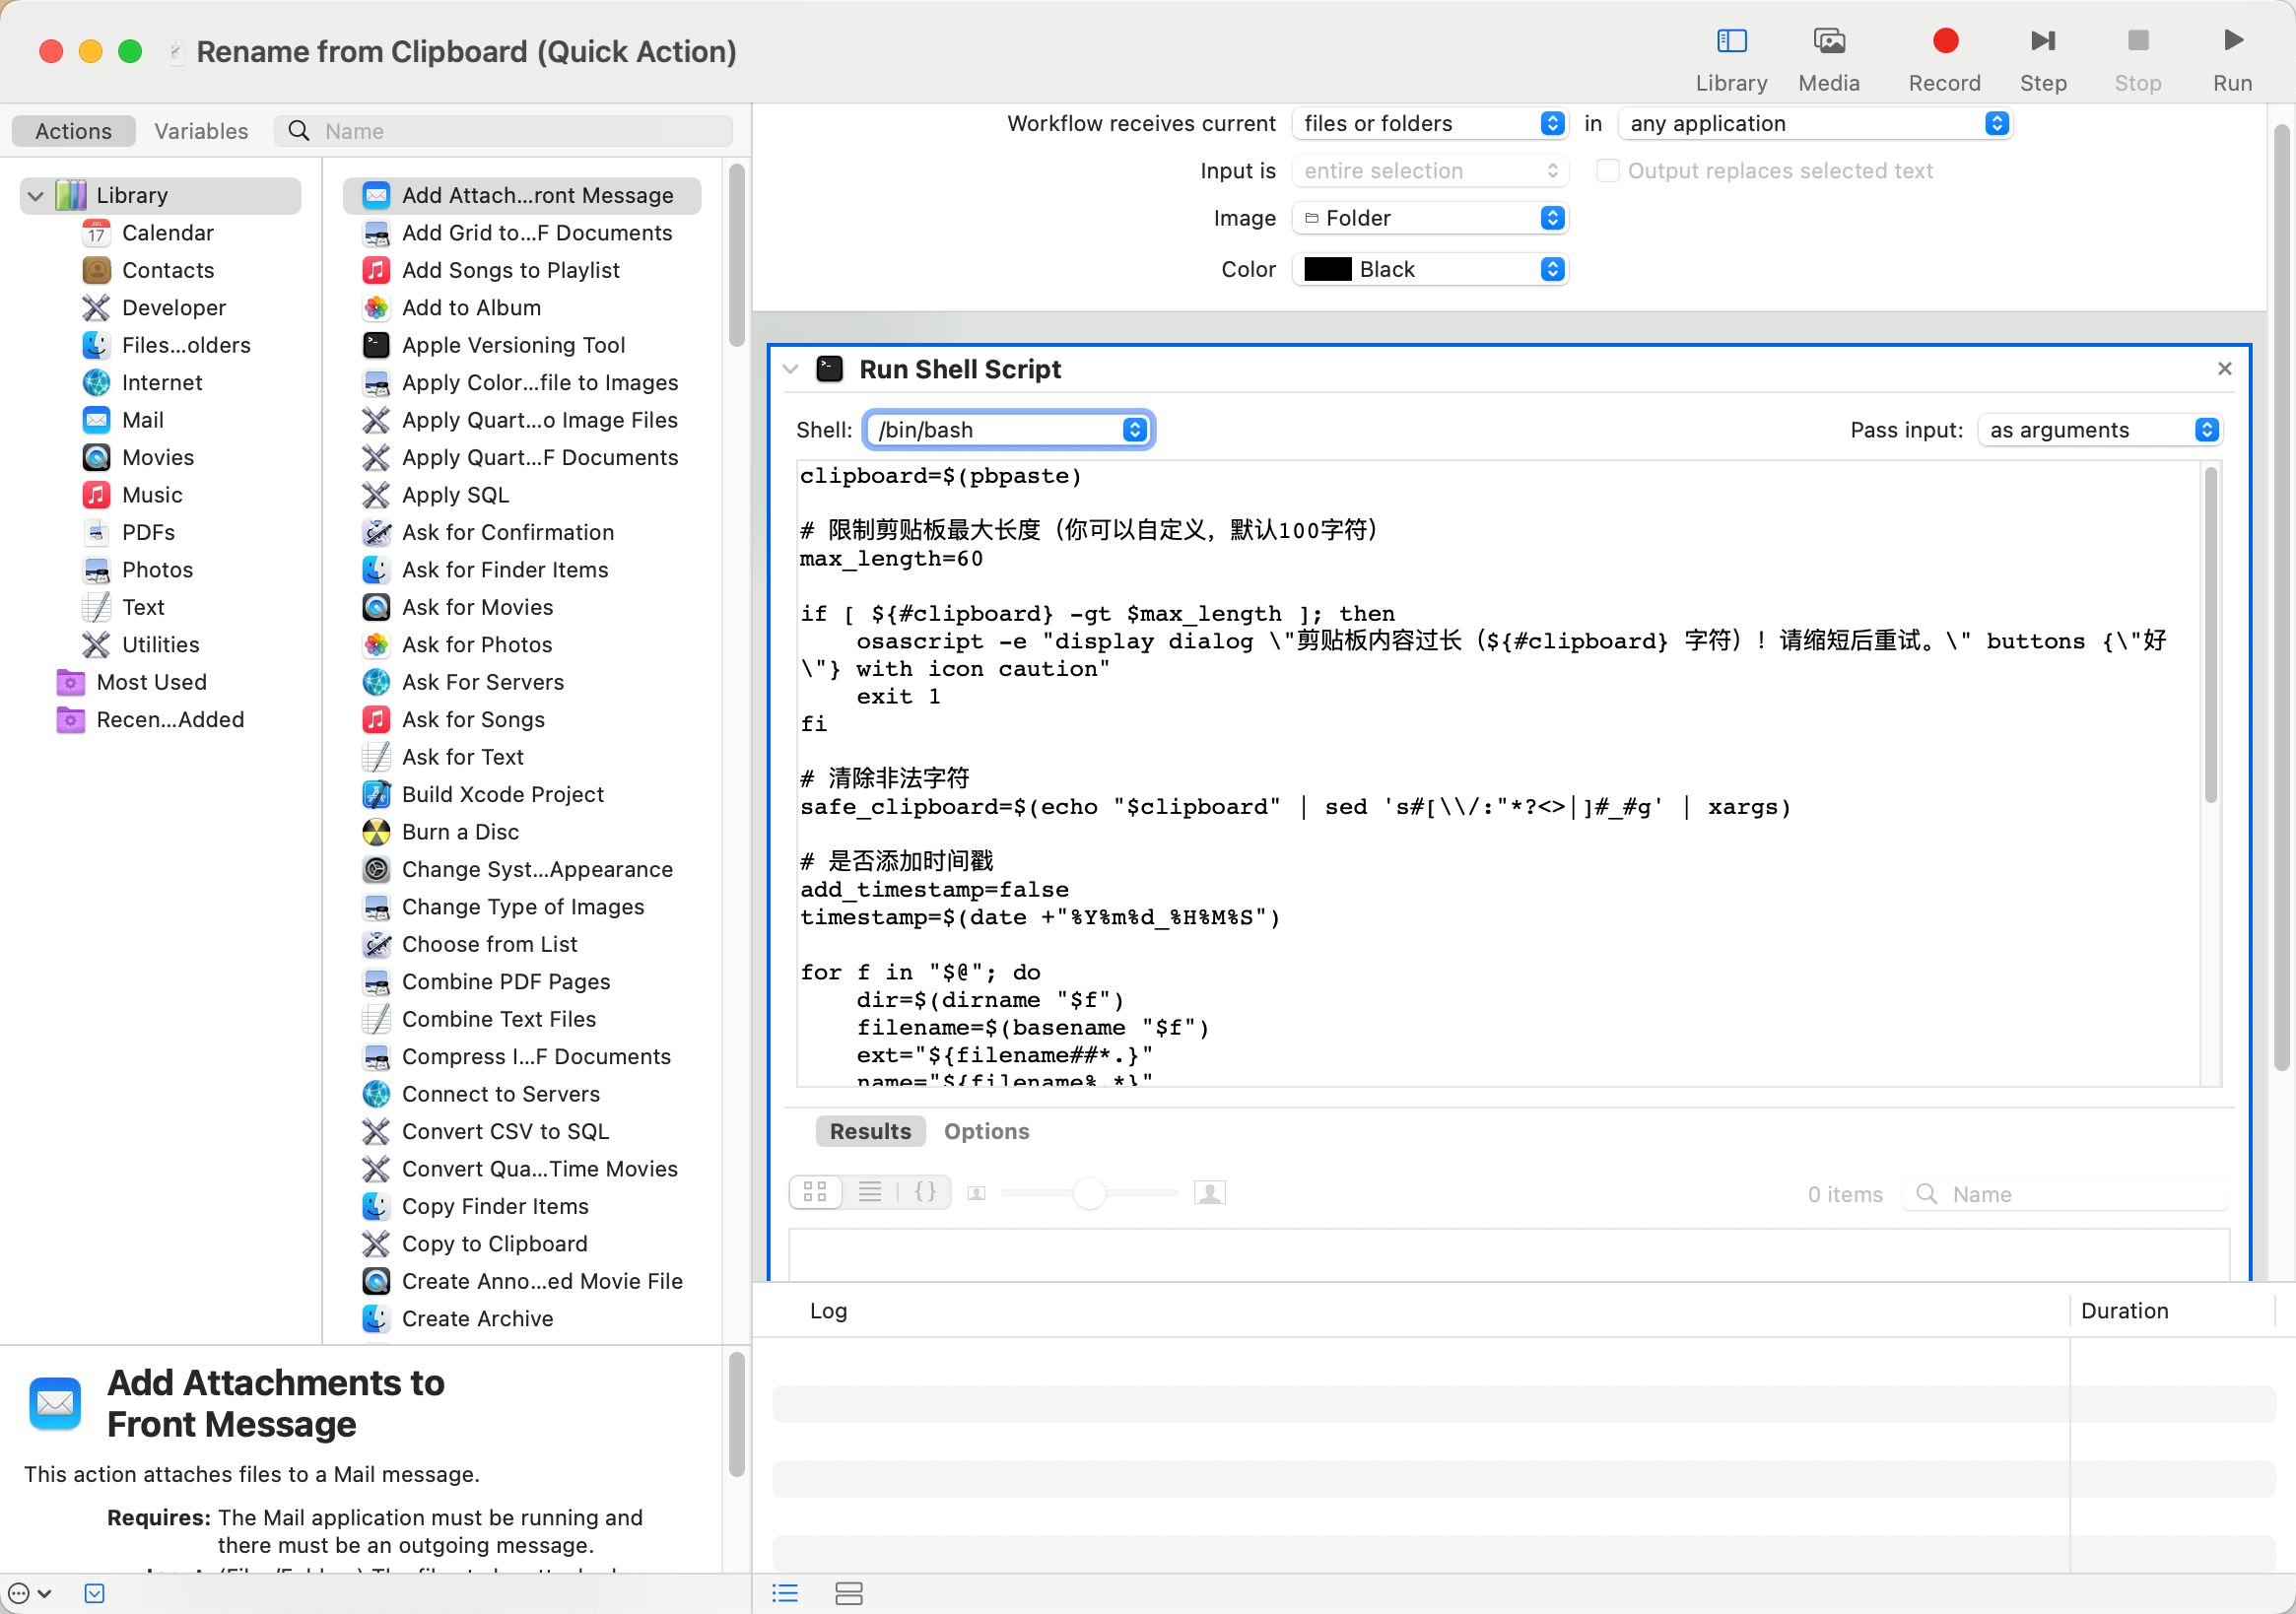 Rename from Clipboard (Quick Action)
Library
Media
Record
Step
Stop
Run
Actions
Variables
Name
Library
Calendar
17
Contacts
Developer
Files...olders
Internet
Mail
Movies
Music
PDFs
Photos
Text
Utilities
Most Used
Recen...Added
Add Attach...ront Message
Add Grid to...F Documents
Add Songs to Playlist
Add to Album
Apple Versioning Tool
Apply Color...file to Images
Apply Quart...o Image Files
Apply Quart...F Documents
Apply SQL
Ask for Confirmation
Ask for Finder Items
Ask for Movies
Ask for Photos
Ask For Servers
Ask for Songs
Ask for Text
Build Xcode Project
Burn a Disc
Change Syst...Appearance
Change Type of Images
Choose from List
Combine PDF Pages
Combine Text Files
Compress I...F Documents
Connect to Servers
Convert CSV to SQL
Convert Qua...Time Movies
Copy Finder Items
Copy to Clipboard
Create Anno...ed Movie File
Create Archive
Add Attachments to
Front Message
This action attaches files to a Mail message.
Requires: The Mail application must be running and
there must be an outgoing message.
Workflow receives current files or folders in any application
Input is entire selection Output replaces selected text
Image Folder
Color Black
Run Shell Script
Shell: /bin/bash Pass input: as arguments
clipboard=$(pbpaste)
# 限制剪贴板最大长度（你可以自定义，默认100字符）
max_length=60
if [ ${#clipboard} -gt $max_length ]; then
osascript -e "display dialog \"剪贴板内容过长（${#clipboard} 字符）！请缩短后重试。\" buttons {\"好
\"} with icon caution"
exit 1
fi
# 清除非法字符
safe_clipboard=$(echo "$clipboard" | sed 's#[\\/:"*?<>|]#_#g' | xargs)
# 是否添加时间戳
add_timestamp=false
timestamp=$(date +"%Y%m%d_%H%M%S")
for f in "$@"; do
dir=$(dirname "$f")
filename=$(basename "$f")
ext="${filename##*.}"
name="${filename%.*}"
Results
Options
0 items
Name
Log
Duration